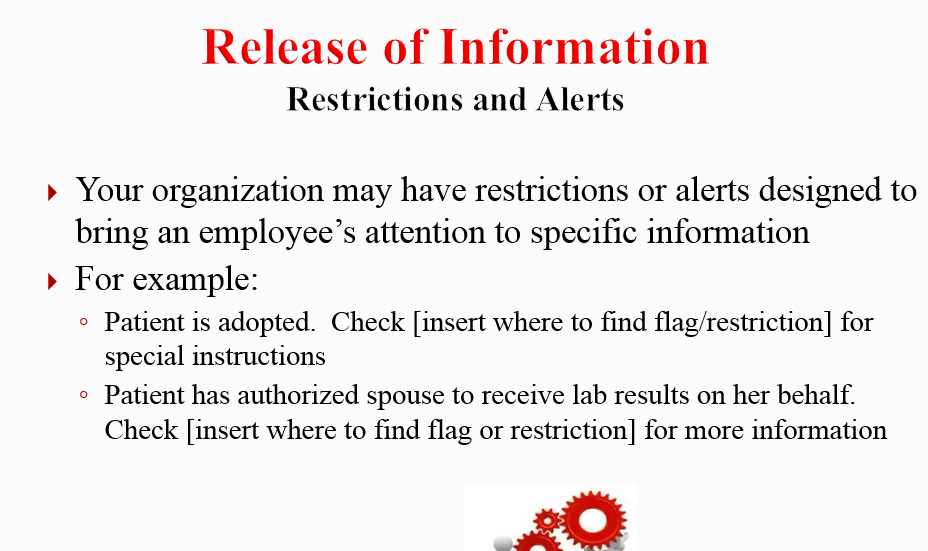 Release of Information
Restrictions and Alerts
Your organization may have restrictions or alerts designed to
bring an employee’s attention to specific information
For example:
Patient is adopted.  Check [insert where to find flag/restriction] for
special instructions
Patient has authorized spouse to receive lab results on her behalf.
Check [insert where to find flag or restriction] for more information